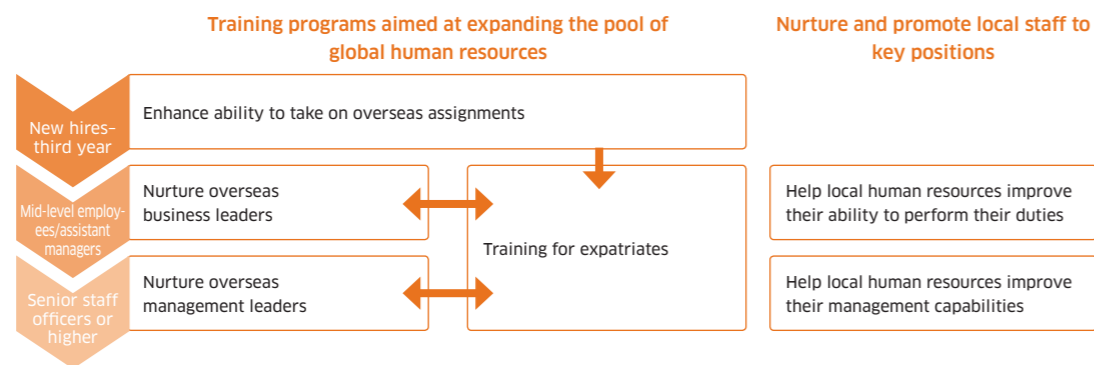 Training programs aimed at expanding the pool of
global human resources
Nurture and promote local staff to
key positions
New hires–
third year
Enhance ability to take on overseas assignments
Mid-level employ-
ees/assistant
managers
Nurture overseas
business leaders
Training for expatriates
Help local human resources improve
their ability to perform their duties
Senior staff
officers or
higher
Nurture overseas
management leaders
Help local human resources improve
their management capabilities